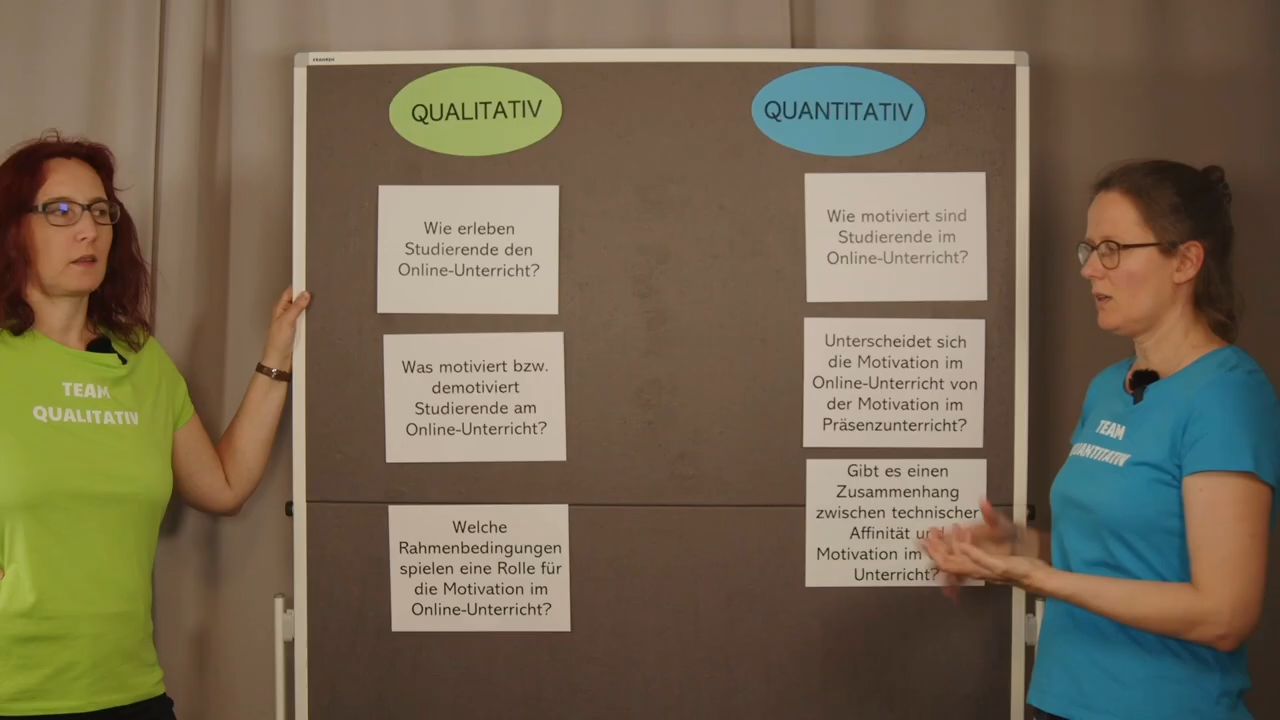 FRANKEN
QUALITATIV
QUANTITATIV
Wie erleben
Studierende den
Online-Unterricht?
Was motiviert bzw.
demotiviert
Studierende am
Online-Unterricht?
Welche
Rahmenbedingungen
spielen eine Rolle für
die Motivation im
Online-Unterricht?
Wie motiviert sind
Studierende im
Online-Unterricht?
Unterscheidet sich
die Motivation im
Online-Unterricht von
der Motivation im
Präsenzunterricht?
Gibt es einen
Zusammenhang
zwischen technischer
Affinität und
Motivation im
Unterricht?
TEAM
QUALITATIV
TEAM
QUANTITATIV